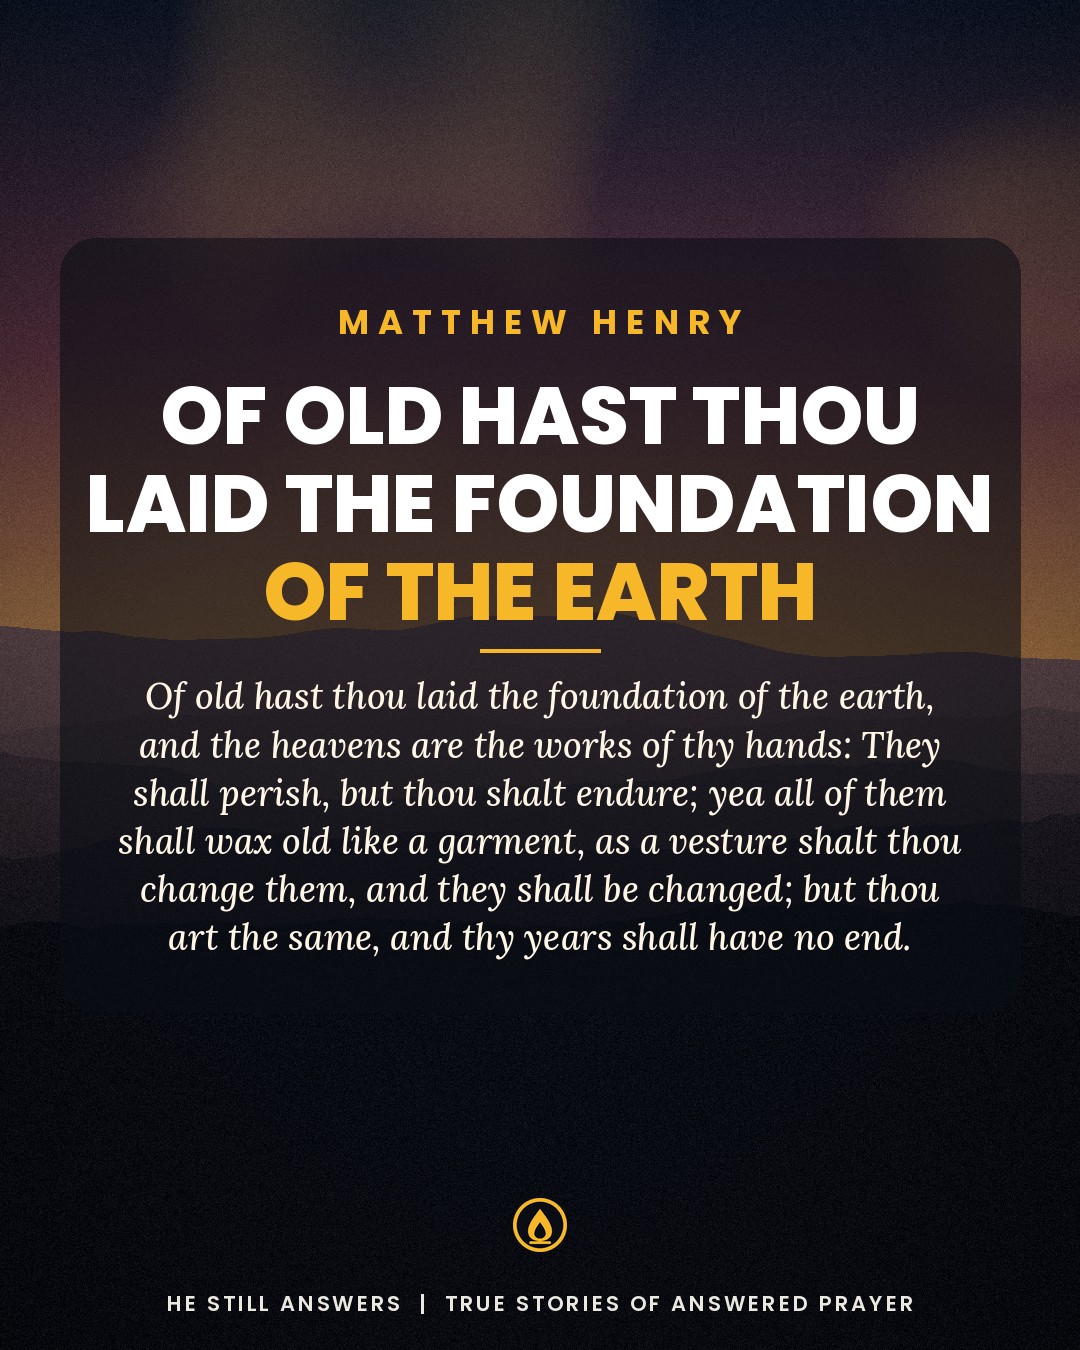 MATTHEW HENRY
OF OLD HAST THOU
LAID THE FOUNDATION
OF THE EARTH
Of old hast thou laid the foundation of the earth,
and the heavens are the works of thy hands: They
shall perish, but thou shalt endure; yea all of them
shall wax old like a garment, as a vesture shalt thou
change them, and they shall be changed; but thou
art the same, and thy years shall have no end.
HE STILL ANSWERS | TRUE STORIES OF ANSWERED PRAYER